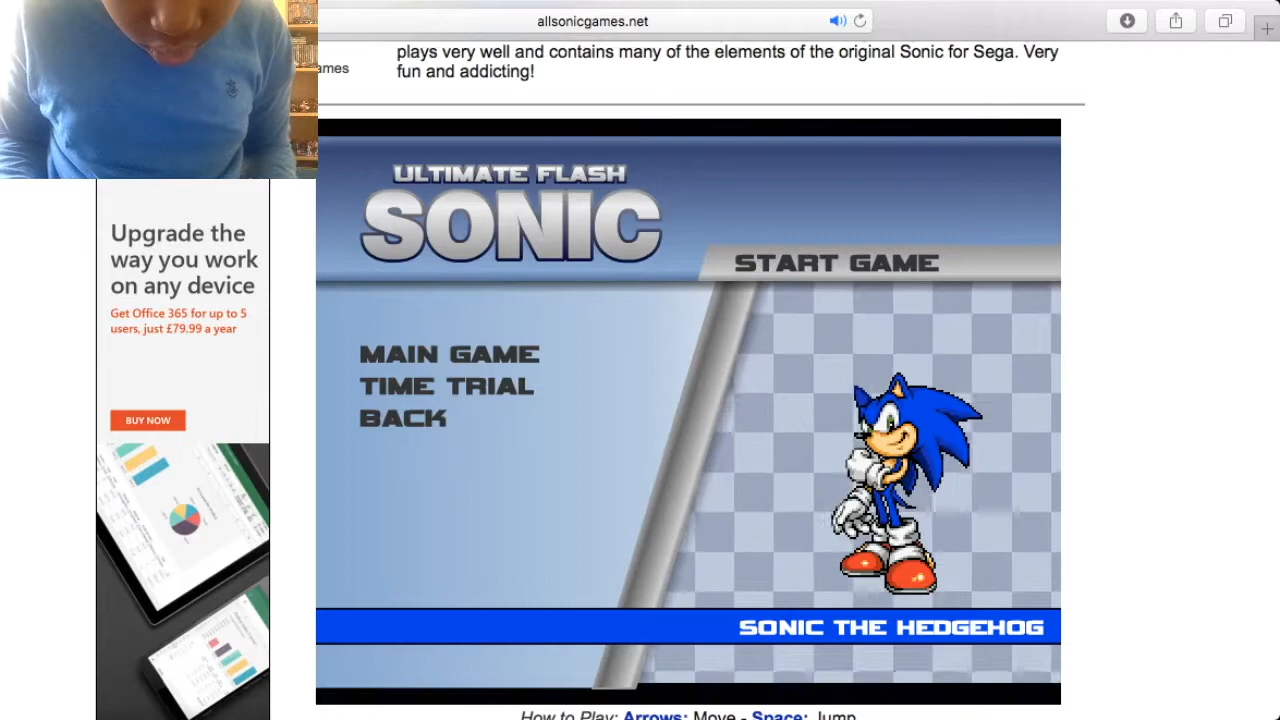 allsonicgames.net
plays very well and contains many of the elements of the original Sonic for Sega. Very
fun and addicting!
ames
ULTIMATE FLASH
SONIC
START GAME
MAIN GAME
TIME TRIAL
BACK
SONIC THE HEDGEHOG
Upgrade the
way you work
on any device
Get Office 365 for up to 5
users, just £79.99 a year
BUY NOW
How to Play: Arrows: Move - Space: Jump